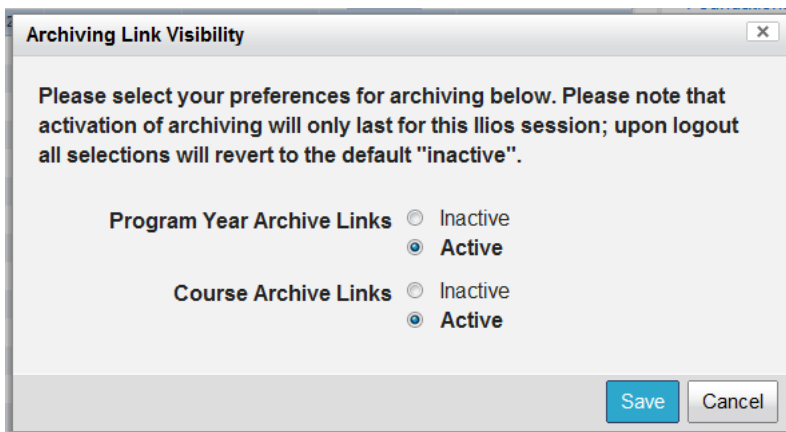 Archiving Link Visibility
Please select your preferences for archiving below. Please note that
activation of archiving will only last for this Ilios session; upon logout
all selections will revert to the default "inactive".
Program Year Archive Links Inactive
Active
Course Archive Links Inactive
Active
Save Cancel